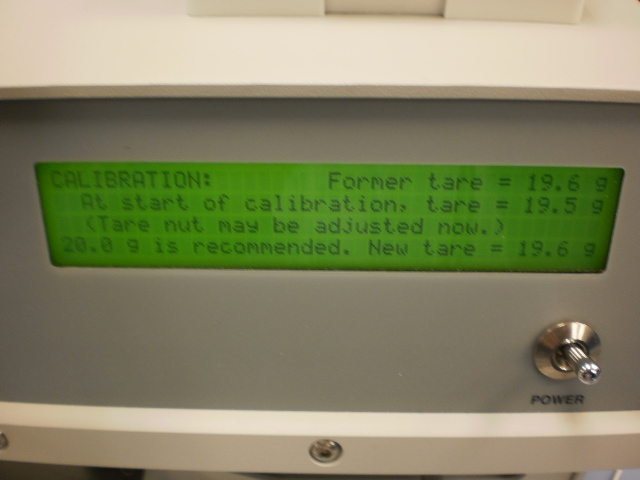 CALIBRATION: Former tare = 19.6 g
At start of calibration, tare = 19.5 g
(Tare nut may be adjusted now.)
20.0 g is recommended. New tare = 19.6 g
POWER